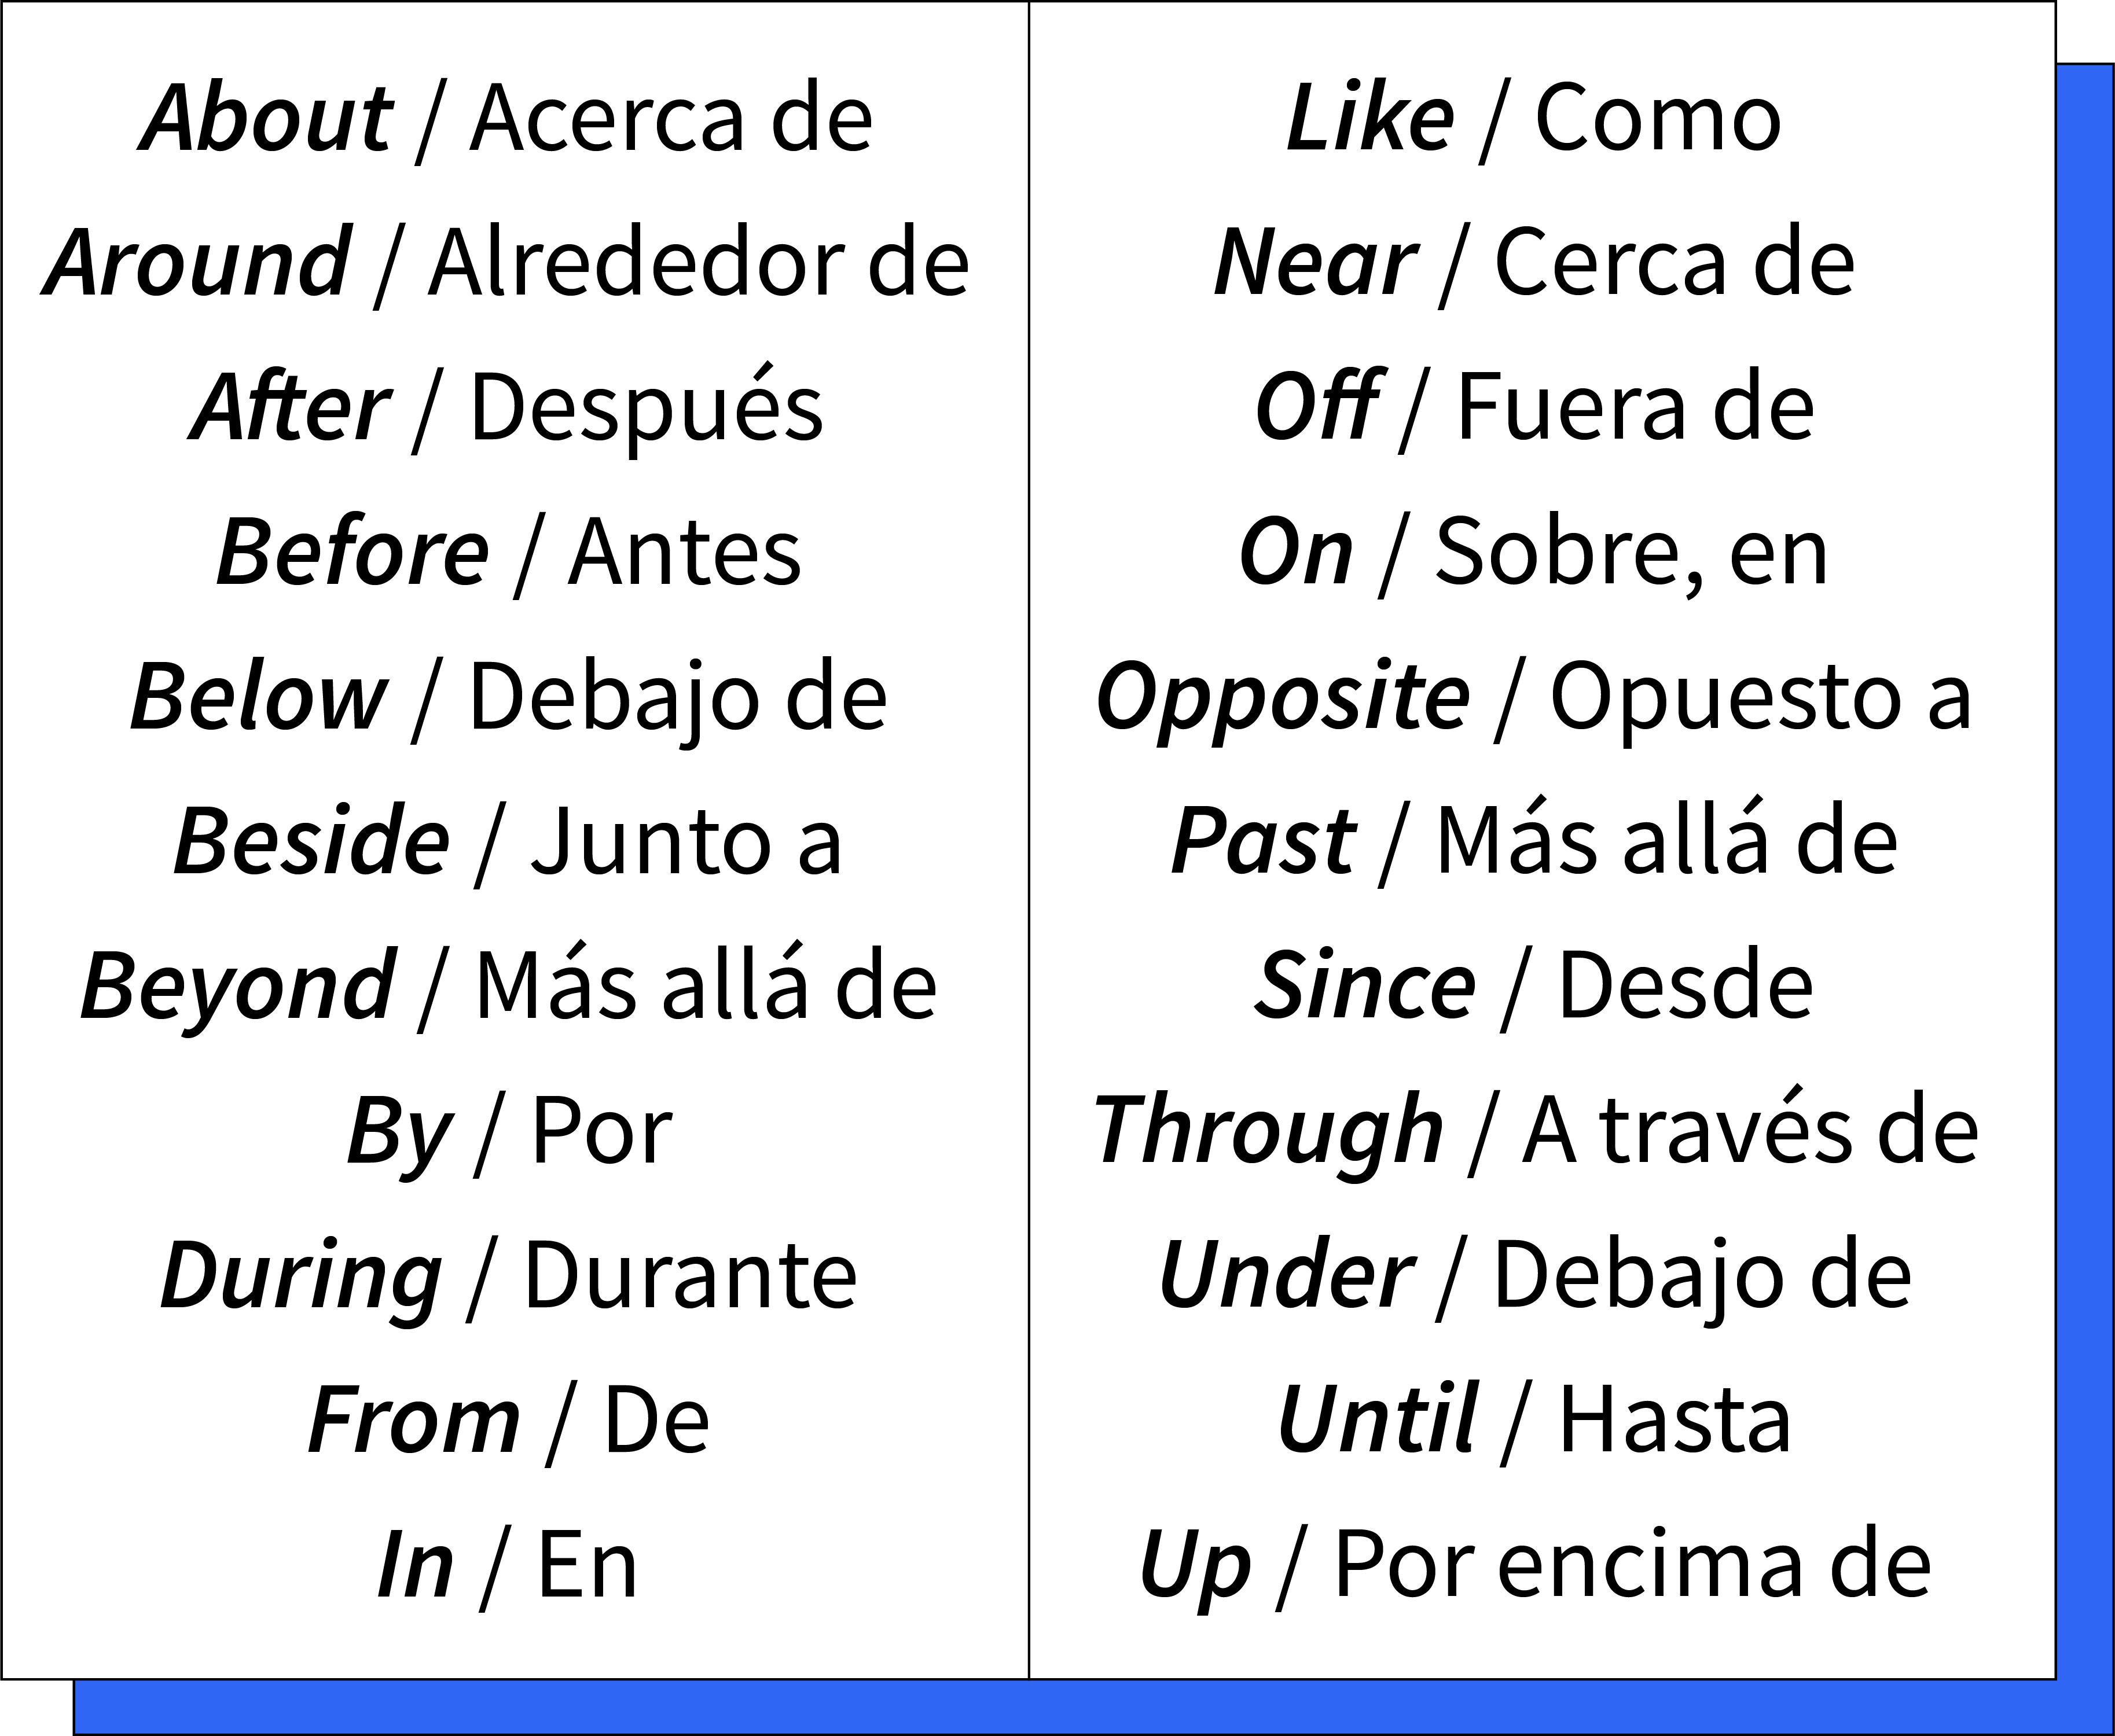 About / Acerca de
Around / Alrededor de
After / Después
Before / Antes
Below / Debajo de
Beside / Junto a
Beyond / Más allá de
By / Por
During / Durante
From / De
In / En
Like / Como
Near / Cerca de
Off / Fuera de
On / Sobre, en
Opposite / Opuesto a
Past / Más allá de
Since / Desde
Through / A través de
Under / Debajo de
Until / Hasta
Up / Por encima de